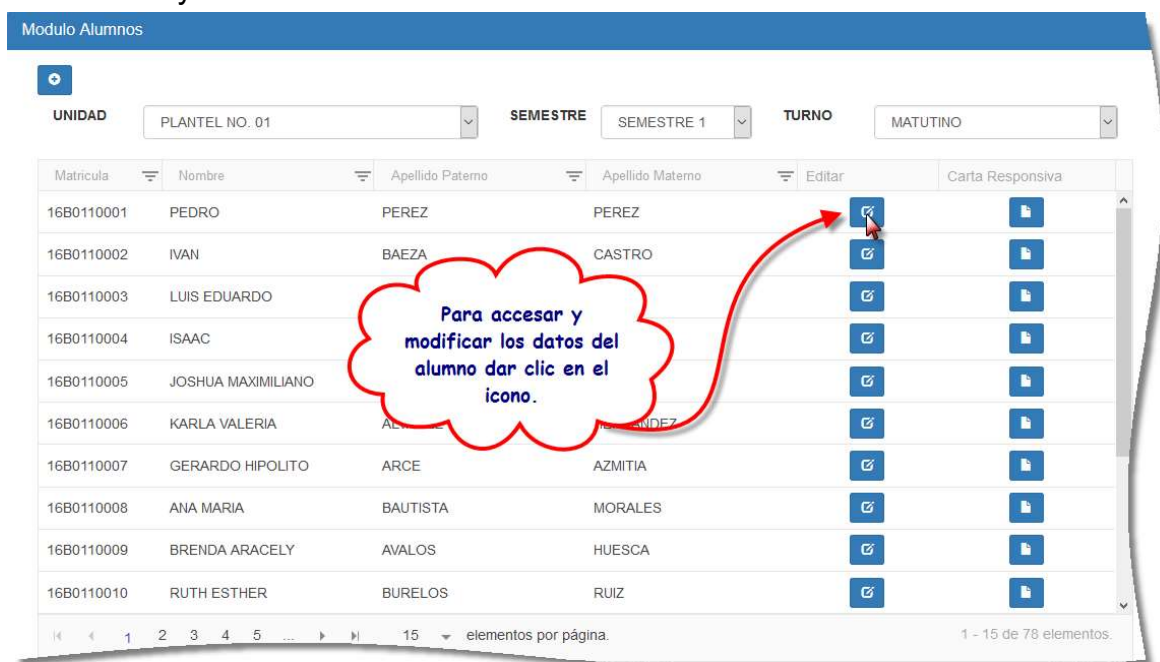 Modulo Alumnos
UNIDAD PLANTEL NO. 01 SEMESTRE SEMESTRE 1 TURNO MATUTINO
Matricula Nombre Apellido Paterno Apellido Materno Editar Carta Responsiva
16B0110001 PEDRO PEREZ PEREZ
16B0110002 IVAN BAEZA CASTRO
16B0110003 LUIS EDUARDO
16B0110004 ISAAC
16B0110005 JOSHUA MAXIMILIANO
16B0110006 KARLA VALERIA
16B0110007 GERARDO HIPOLITO ARCE AZMITIA
16B0110008 ANA MARIA BAUTISTA MORALES
16B0110009 BRENDA ARACELY AVALOS HUESCA
16B0110010 RUTH ESTHER BURELOS RUIZ
Para accesar y
modificar los datos del
alumno dar clic en el
icono.
1 2 3 4 5 ... 15 elementos por página. 1 - 15 de 78 elementos.